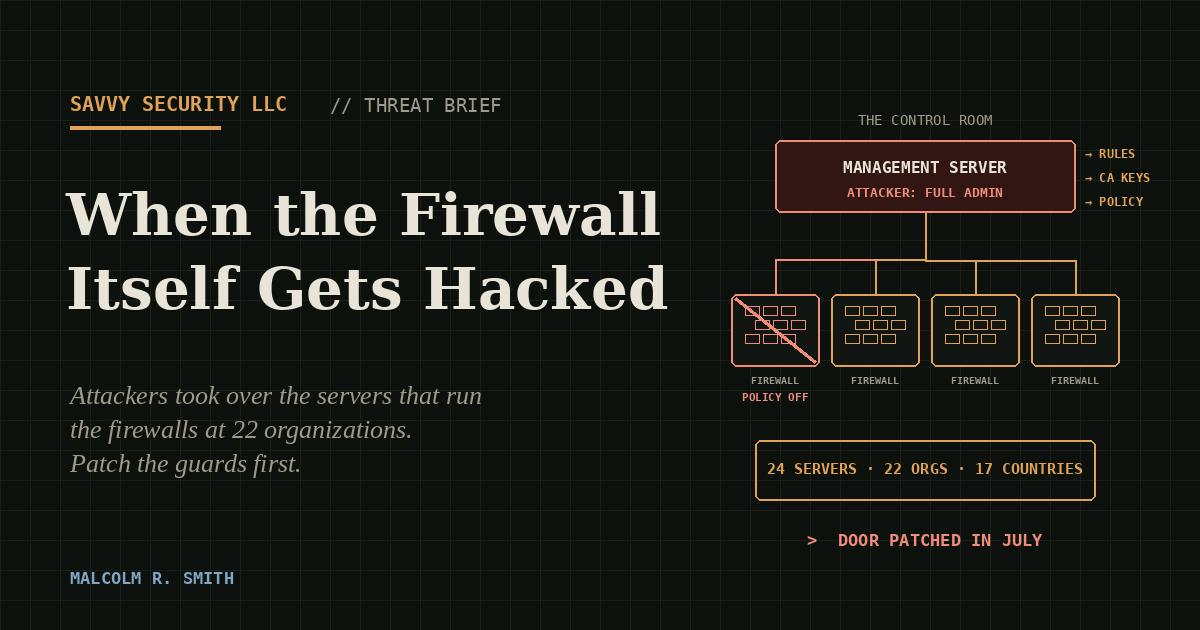 SAVVY SECURITY LLC // THREAT BRIEF
When the Firewall
Itself Gets Hacked
Attackers took over the servers that run
the firewalls at 22 organizations.
Patch the guards first.
MALCOLM R. SMITH
THE CONTROL ROOM
MANAGEMENT SERVER
ATTACKER: FULL ADMIN
→ RULES
→ CA KEYS
→ POLICY
FIREWALL FIREWALL FIREWALL FIREWALL
POLICY OFF
24 SERVERS · 22 ORGS · 17 COUNTRIES
> DOOR PATCHED IN JULY